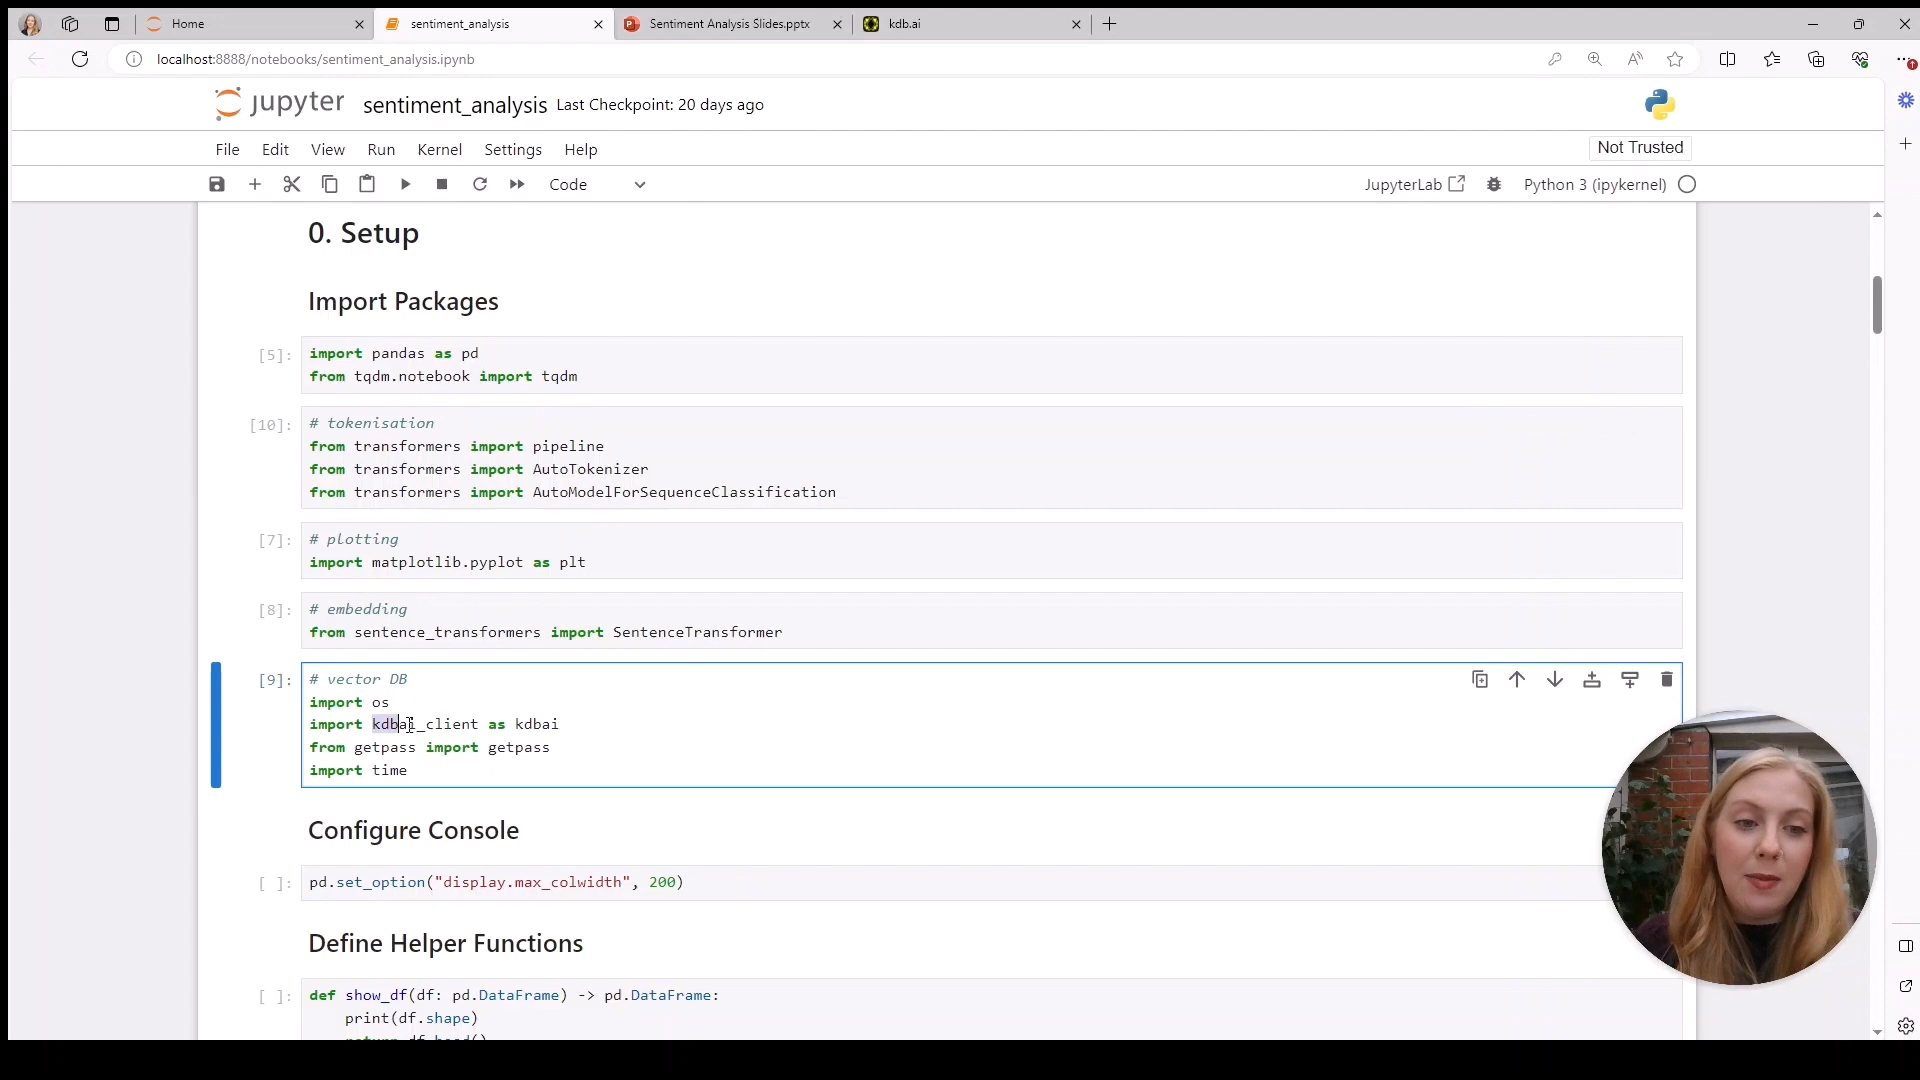 Home
sentiment_analysis
Sentiment Analysis Slides.pptx
kdb.ai
localhost:8888/notebooks/sentiment_analysis.ipynb
jupyter sentiment_analysis Last Checkpoint: 20 days ago
File Edit View Run Kernel Settings Help
Not Trusted
Code
JupyterLab
Python 3 (ipykernel)
0. Setup
Import Packages
[5]:
import pandas as pd
from tqdm.notebook import tqdm
[10]:
# tokenisation
from transformers import pipeline
from transformers import AutoTokenizer
from transformers import AutoModelForSequenceClassification
[7]:
# plotting
import matplotlib.pyplot as plt
[8]:
# embedding
from sentence_transformers import SentenceTransformer
[9]:
# vector DB
import os
import kdbai_client as kdbai
from getpass import getpass
import time
Configure Console
[ ]:
pd.set_option("display.max_colwidth", 200)
Define Helper Functions
[ ]:
def show_df(df: pd.DataFrame) -> pd.DataFrame:
print(df.shape)
return df.head()